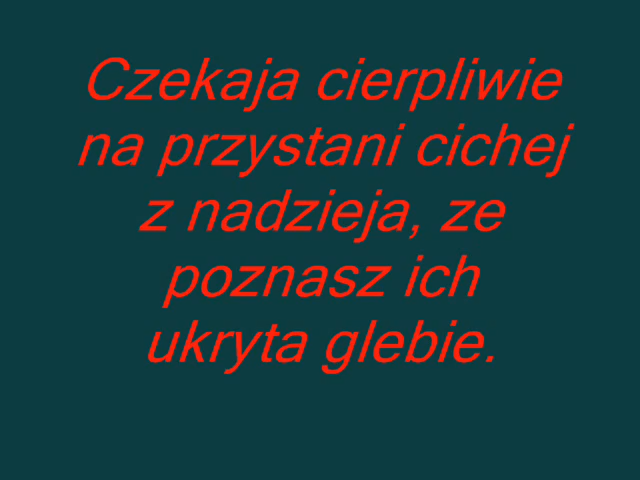 Czekaja cierpliwie
na przystani cichej
z nadzieja, ze
poznasz ich
ukryta glebie.